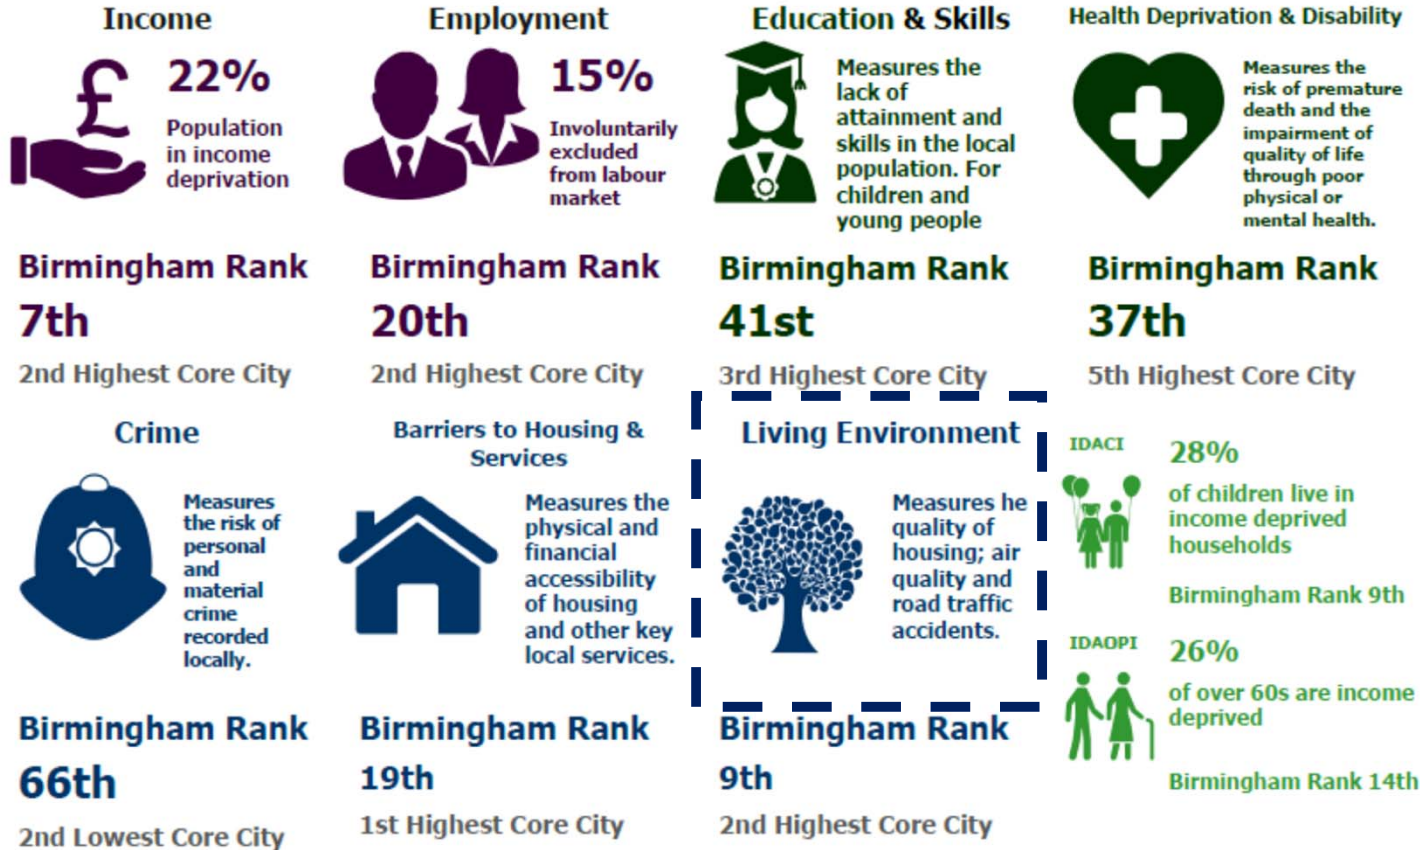 Income
22%
Population
in income
deprivation
Birmingham Rank
7th
2nd Highest Core City
Employment
15%
Involuntarily
excluded
from labour
market
Birmingham Rank
20th
2nd Highest Core City
Education & Skills
Measures the
lack of
attainment and
skills in the local
population. For
children and
young people
Birmingham Rank
41st
3rd Highest Core City
Health Deprivation & Disability
Measures the
risk of premature
death and the
impairment of
quality of life
through poor
physical or
mental health.
Birmingham Rank
37th
5th Highest Core City
Crime
Measures
the risk of
personal
and
material
crime
recorded
locally.
Birmingham Rank
66th
2nd Lowest Core City
Barriers to Housing &
Services
Measures the
physical and
financial
accessibility
of housing
and other key
local services.
Birmingham Rank
19th
1st Highest Core City
Living Environment
Measures he
quality of
housing; air
quality and
road traffic
accidents.
Birmingham Rank
9th
2nd Highest Core City
IDACI
28%
of children live in
income deprived
households
Birmingham Rank 9th
IDAOPI
26%
of over 60s are income
deprived
Birmingham Rank 14th
£